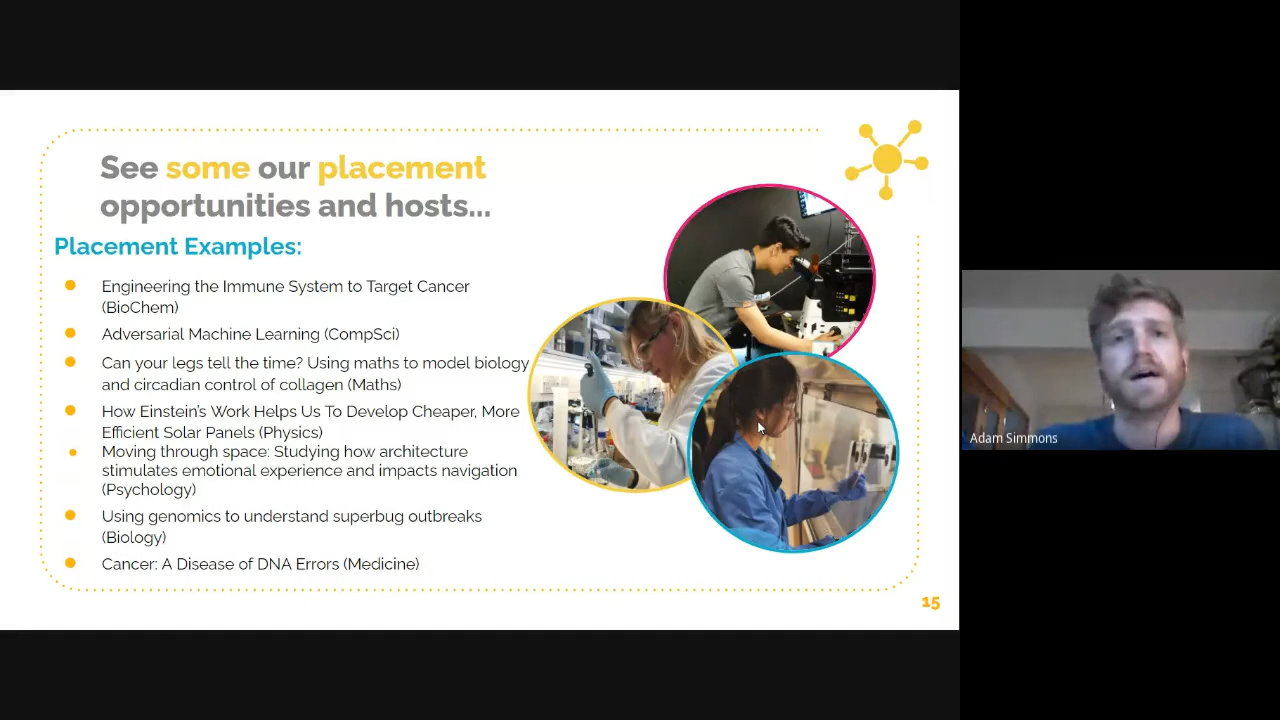 See some our placement
opportunities and hosts...
Placement Examples:
Engineering the Immune System to Target Cancer
(BioChem)
Adversarial Machine Learning (CompSci)
Can your legs tell the time? Using maths to model biology
and circadian control of collagen (Maths)
How Einstein's Work Helps Us To Develop Cheaper, More
Efficient Solar Panels (Physics)
Moving through space: Studying how architecture
stimulates emotional experience and impacts navigation
(Psychology)
Using genomics to understand superbug outbreaks
(Biology)
Cancer: A Disease of DNA Errors (Medicine)
15
Adam Simmons